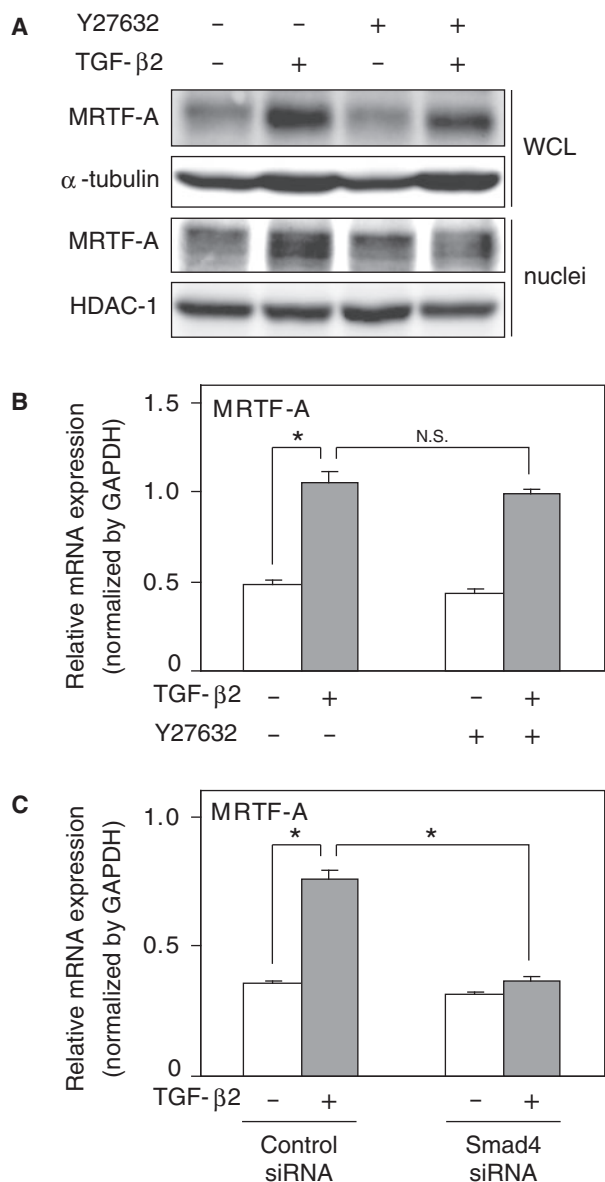 A
Y27632 – – + +
TGF-β2 – + – +
MRTF-A
α-tubulin
WCL
MRTF-A
HDAC-1
nuclei
B
MRTF-A
Relative mRNA expression
(normalized by GAPDH)
1.5
1.0
0.5
0
*
N.S.
TGF-β2 – + – +
Y27632 – – + +
C
MRTF-A
Relative mRNA expression
(normalized by GAPDH)
1.0
0.5
0
*
*
TGF-β2 – + – +
Control
siRNA
Smad4
siRNA